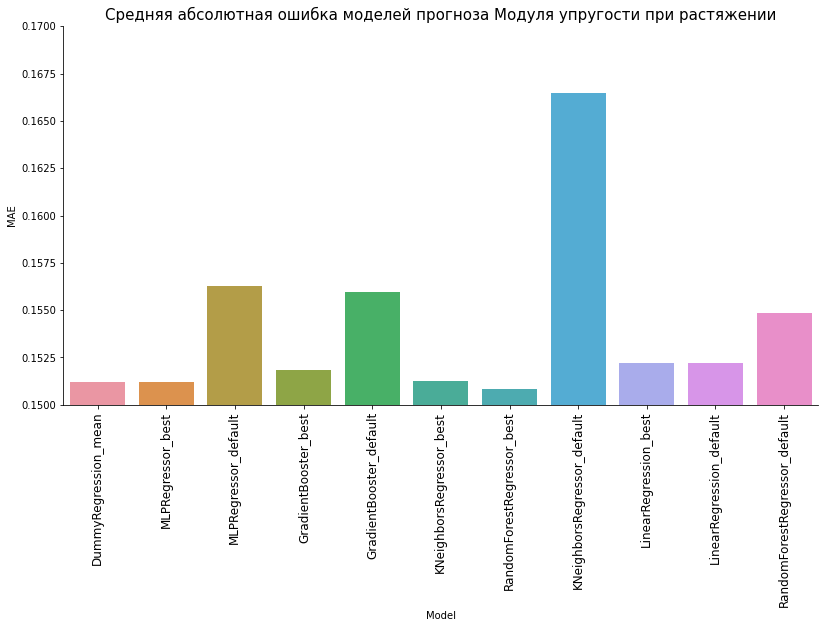 Средняя абсолютная ошибка моделей прогноза Модуля упругости при растяжении
0.1700
0.1675
0.1650
0.1625
0.1600
0.1575
0.1550
0.1525
0.1500
MAE
DummyRegression_mean
MLPRegressor_best
MLPRegressor_default
GradientBooster_best
GradientBooster_default
KNeighborsRegressor_best
RandomForestRegressor_best
KNeighborsRegressor_default
LinearRegression_best
LinearRegression_default
RandomForestRegressor_default
Model